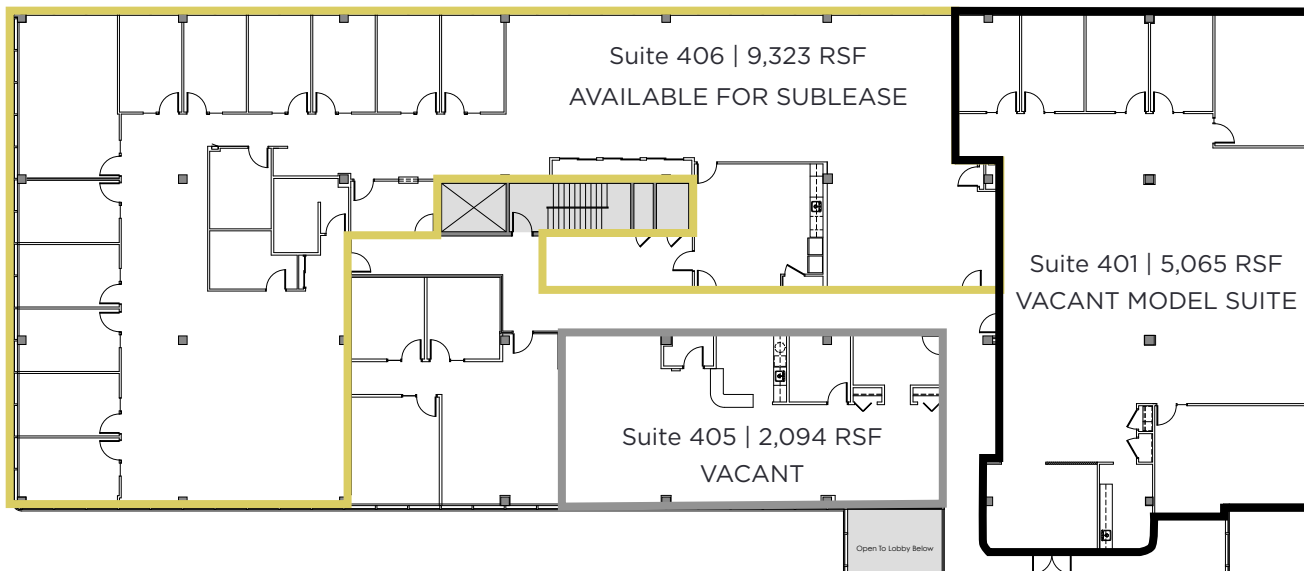 Suite 406 | 9,323 RSF
AVAILABLE FOR SUBLEASE
Suite 401 | 5,065 RSF
VACANT MODEL SUITE
Suite 405 | 2,094 RSF
VACANT
Open To Lobby Below